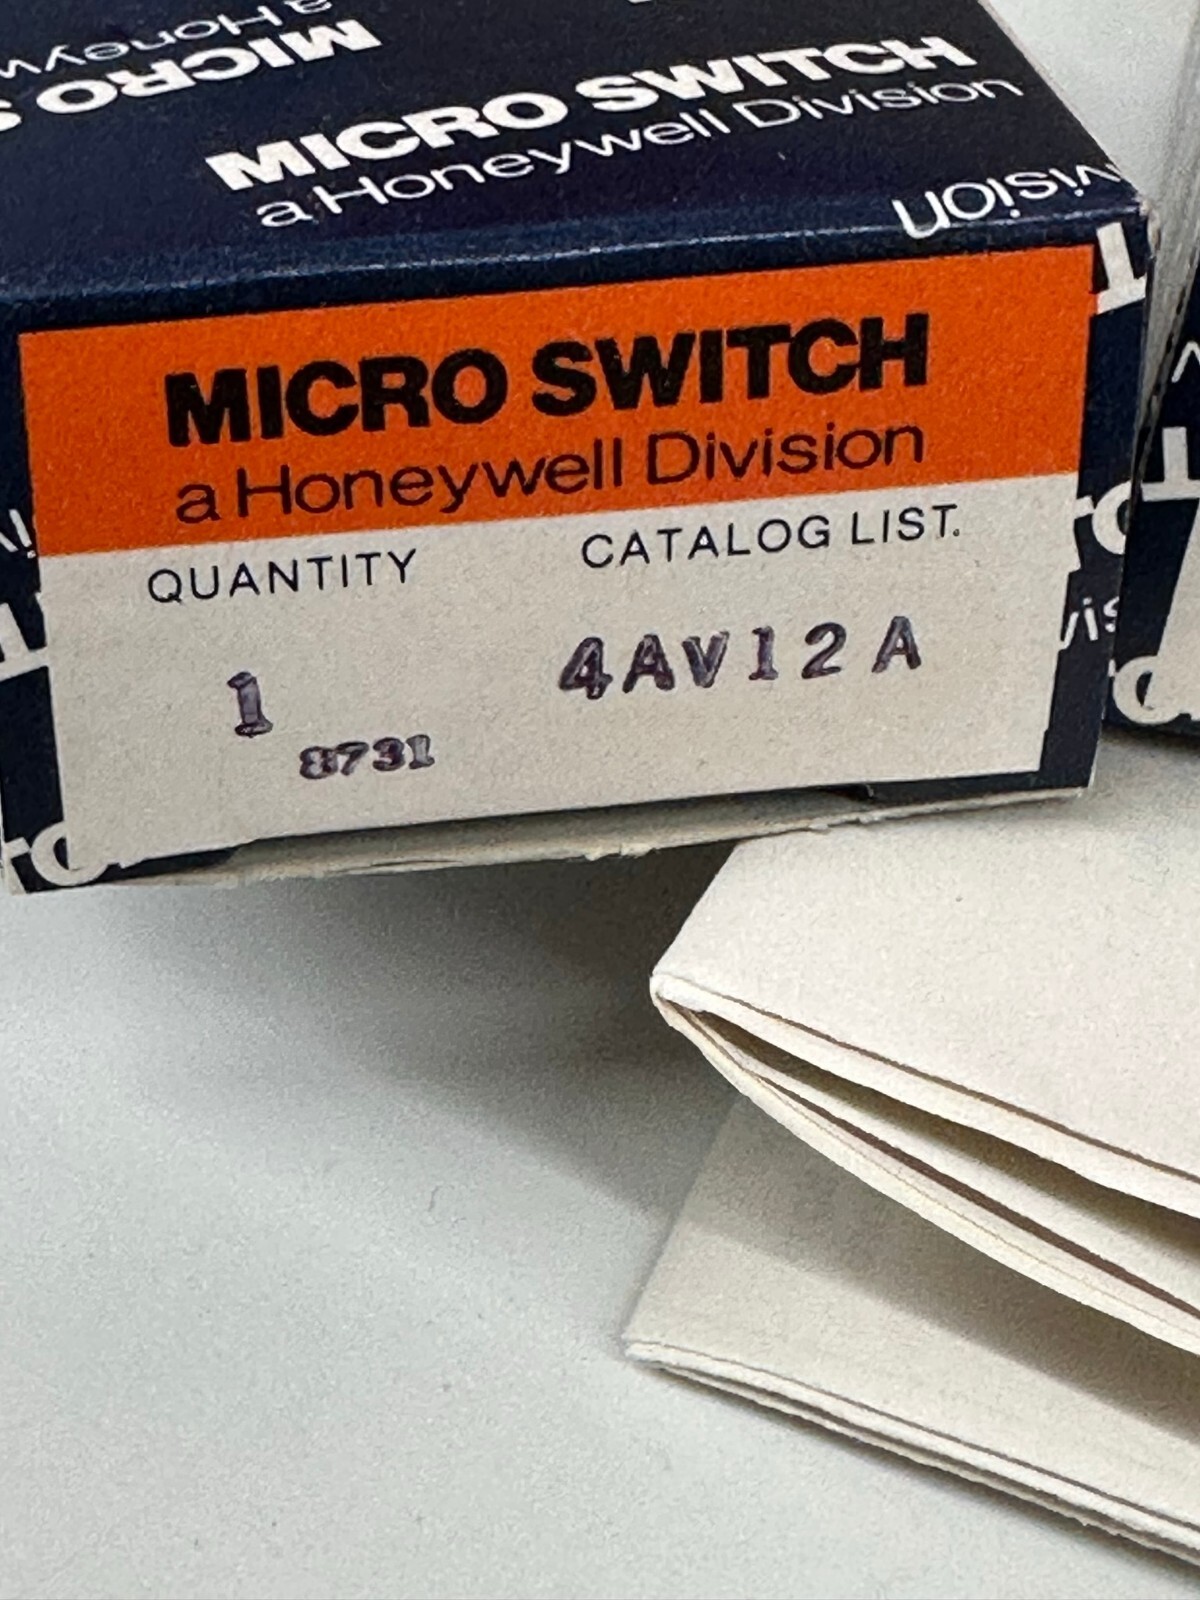 MICRO
a Honeyw
MICRO SWITCH
a Honeywell Division
vision
MICRO SWITCH
a Honeywell Division
QUANTITY CATALOG LIST.
1 4AV12A
8731